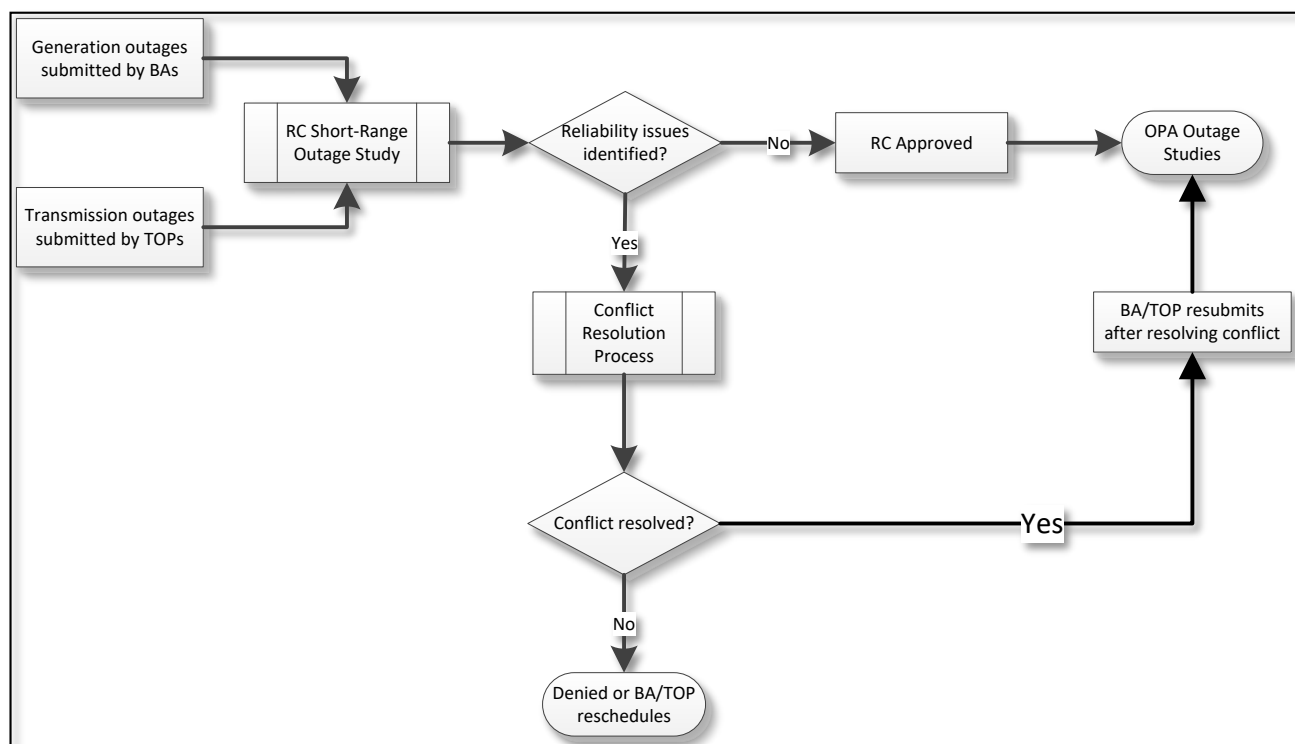 Generation outages
submitted by BAs
RC Short-Range
Outage Study
Reliability issues
identified?
No
RC Approved
OPA Outage
Studies
Transmission outages
submitted by TOPs
Yes
Conflict
Resolution
Process
BA/TOP resubmits
after resolving conflict
Conflict resolved?
Yes
No
Denied or BA/TOP
reschedules